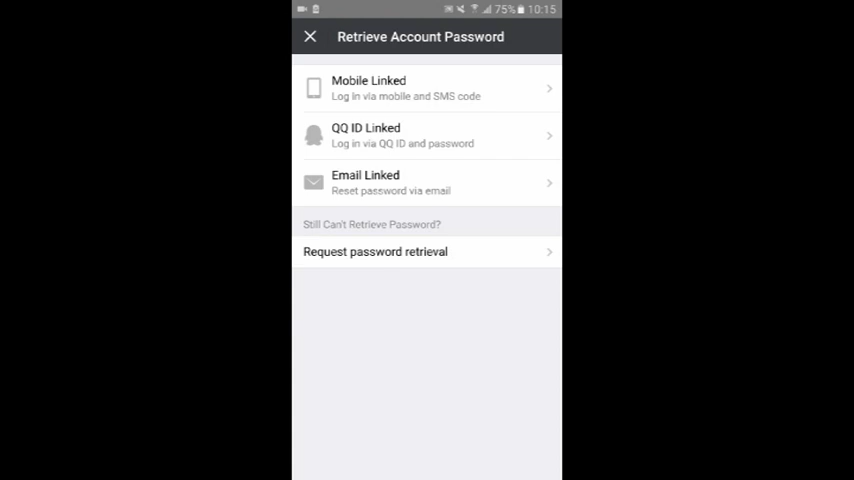 75% 10:15
Retrieve Account Password
Mobile Linked
Log in via mobile and SMS code
QQ ID Linked
Log in via QQ ID and password
Email Linked
Reset password via email
Still Can't Retrieve Password?
Request password retrieval